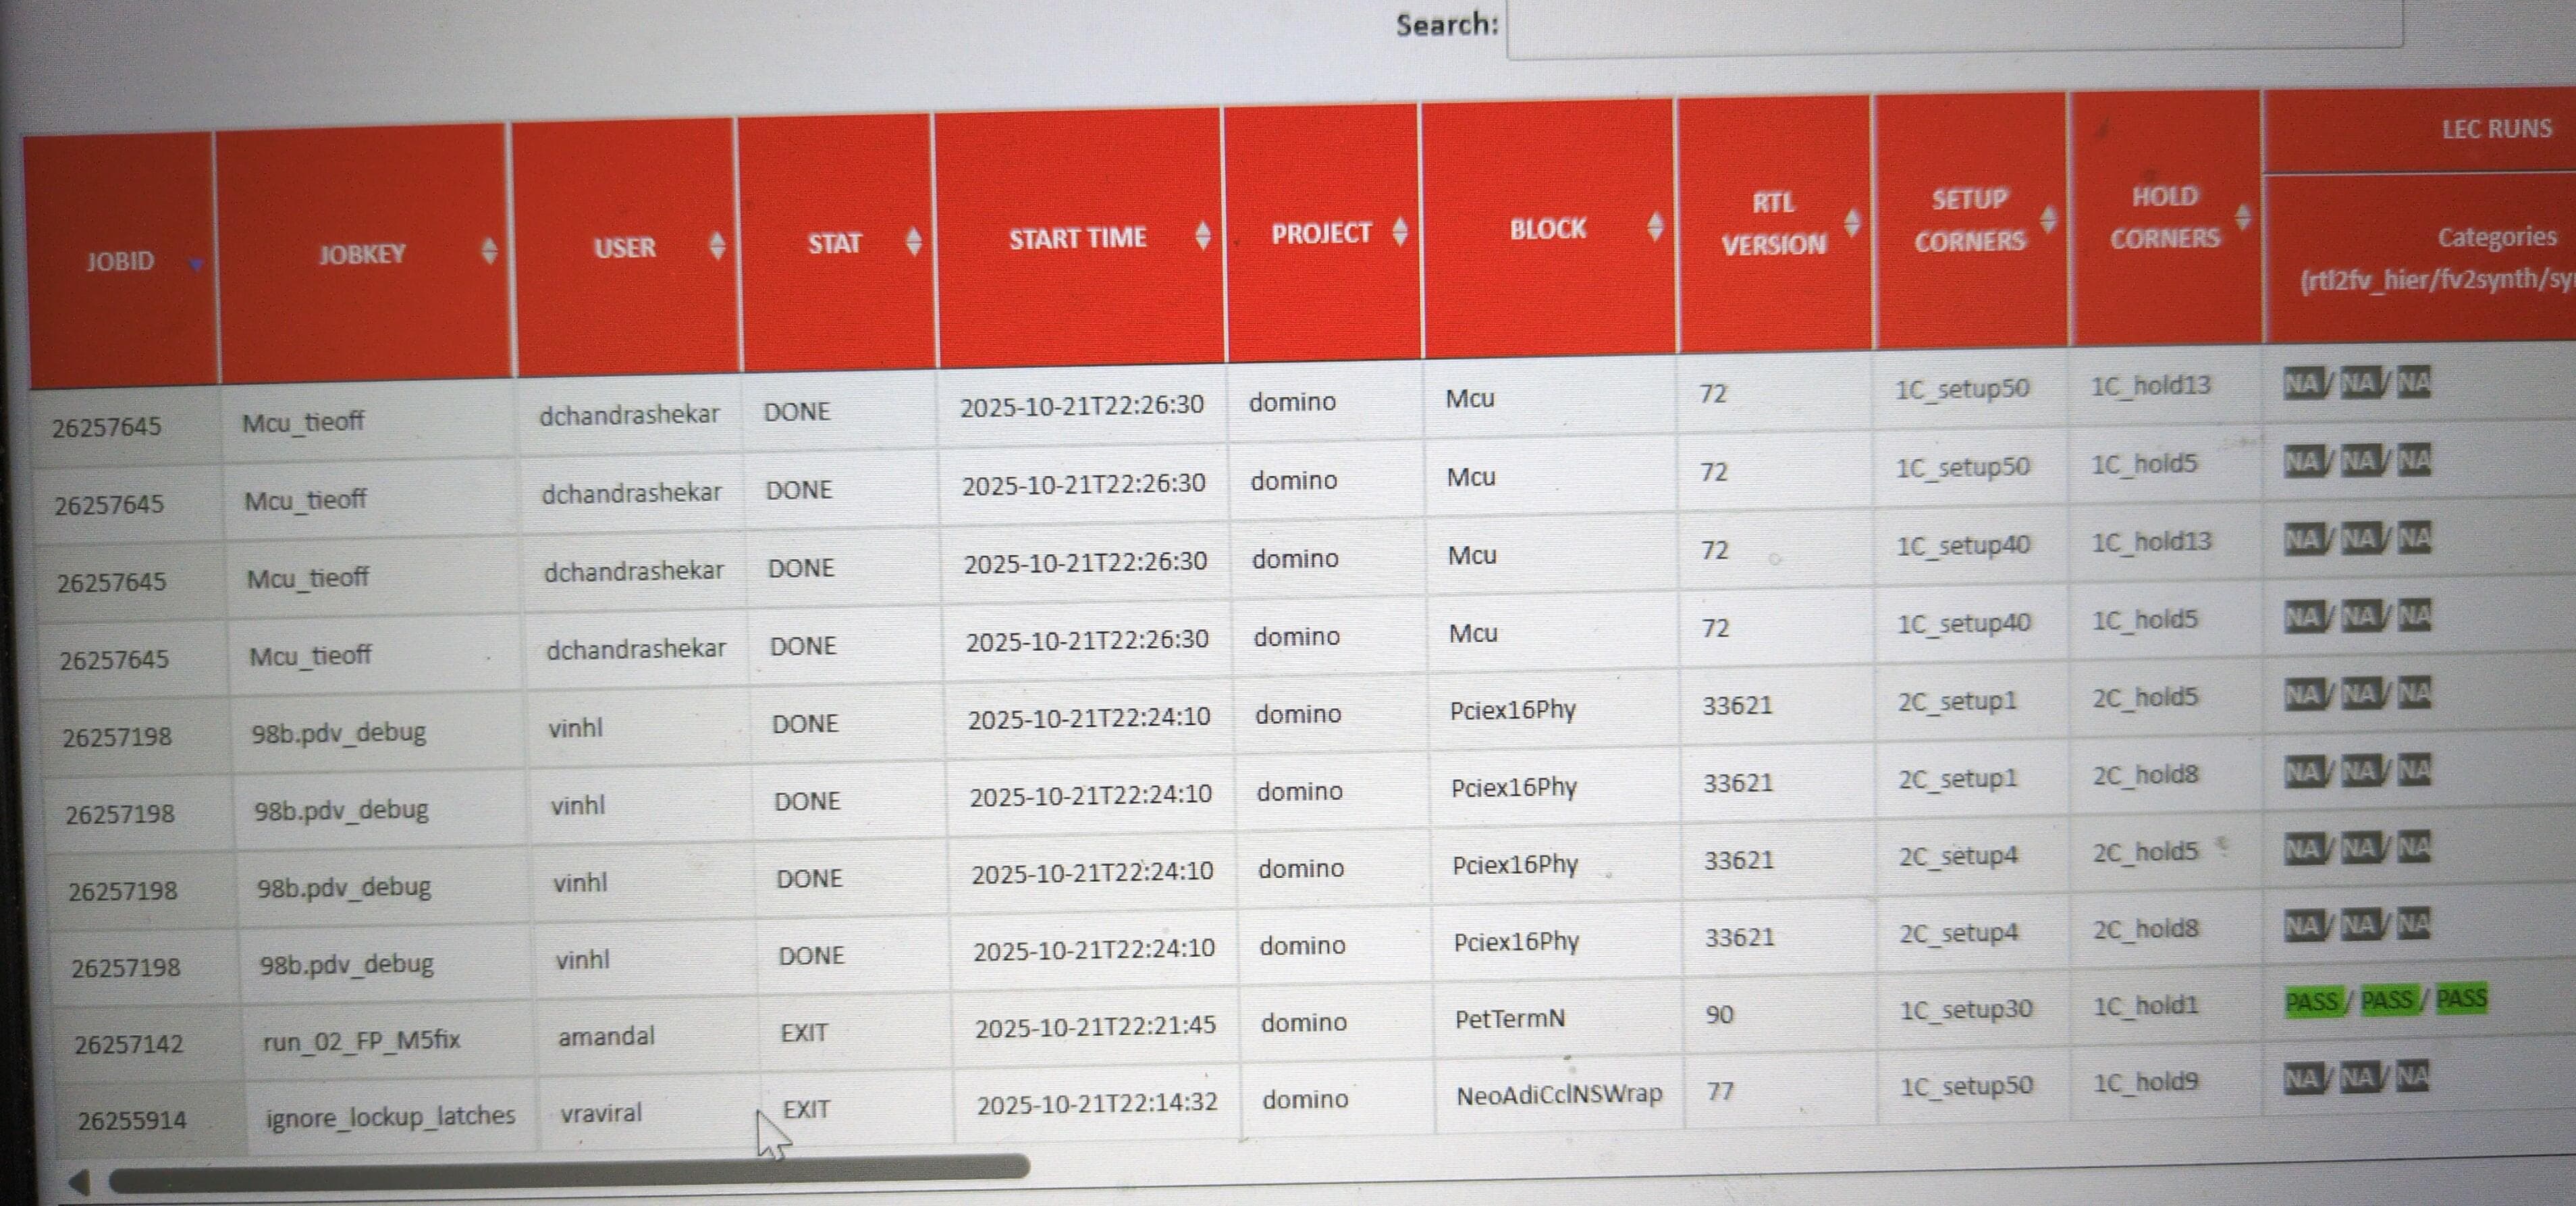 Search:
LEC RUNS
JOBID JOBKEY USER STAT START TIME PROJECT BLOCK RTL VERSION SETUP CORNERS HOLD CORNERS Categories
(rtl2fv_hier/fv2synth/
26257645 Mcu_tieoff dchandrashekar DONE 2025-10-21T22:26:30 domino Mcu 72 1C_setup50 1C_hold13 NA/ NA/ NA
26257645 Mcu_tieoff dchandrashekar DONE 2025-10-21T22:26:30 domino Mcu 72 1C_setup50 1C_hold5 NA/ NA/ NA
26257645 Mcu_tieoff dchandrashekar DONE 2025-10-21T22:26:30 domino Mcu 72 1C_setup40 1C_hold13 NA/ NA/ NA
26257645 Mcu_tieoff dchandrashekar DONE 2025-10-21T22:26:30 domino Mcu 72 1C_setup40 1C_hold5 NA/ NA/ NA
26257198 98b.pdv_debug vinhl DONE 2025-10-21T22:24:10 domino Pciex16Phy 33621 2C_setup1 2C_hold5 NA/ NA/ NA
26257198 98b.pdv_debug vinhl DONE 2025-10-21T22:24:10 domino Pciex16Phy 33621 2C_setup1 2C_hold8 NA/ NA/ NA
26257198 98b.pdv_debug vinhl DONE 2025-10-21T22:24:10 domino Pciex16Phy 33621 2C_setup4 2C_hold5 NA/ NA/ NA
26257198 98b.pdv_debug vinhl DONE 2025-10-21T22:24:10 domino Pciex16Phy 33621 2C_setup4 2C_hold8 NA/ NA/ NA
26257142 run_02_FP_M5fix amandal EXIT 2025-10-21T22:21:45 domino PetTermN 90 1C_setup30 1C_hold1 PASS/ PASS/ PASS
26255914 ignore_lockup_latches vraviral EXIT 2025-10-21T22:14:32 domino NeoAdiCclNSWrap 77 1C_setup50 1C_hold9 NA/ NA/ NA